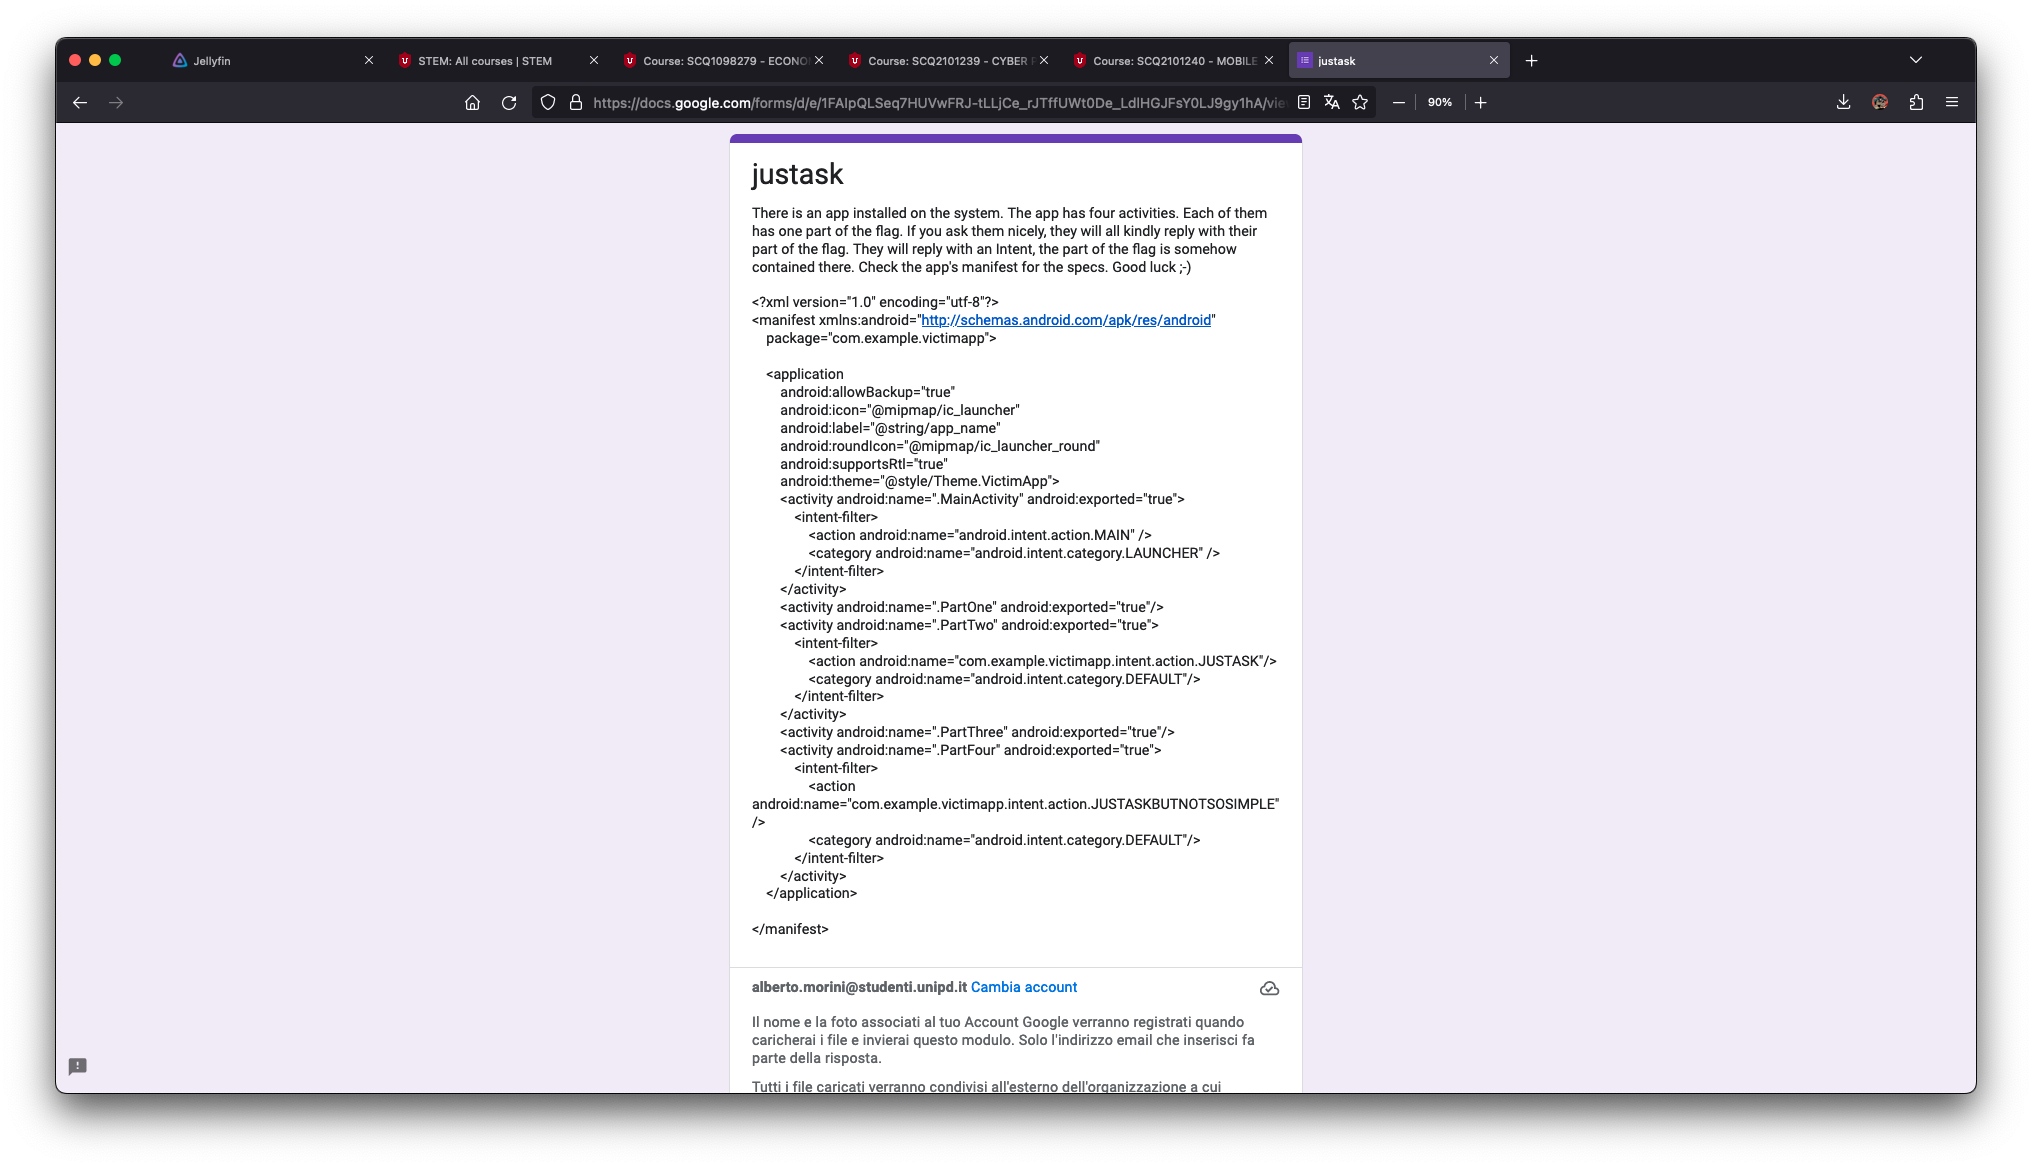 Jellyfin
STEM: All courses | STEM
Course: SCQ1098279 - ECONO
Course: SCQ2101239 - CYBER
Course: SCQ2101240 - MOBILE
justask
https://docs.google.com/forms/d/e/1FAIpQLSeq7HUVwFRJ-tLLjCe_rJTffUWt0De_LdlHGJFsY0LJ9gy1hA/vie
90%
justask
There is an app installed on the system. The app has four activities. Each of them
has one part of the flag. If you ask them nicely, they will all kindly reply with their
part of the flag. They will reply with an Intent, the part of the flag is somehow
contained there. Check the app's manifest for the specs. Good luck ;-)
<?xml version="1.0" encoding="utf-8"?>
<manifest xmlns:android="http://schemas.android.com/apk/res/android"
package="com.example.victimapp">
<application
android:allowBackup="true"
android:icon="@mipmap/ic_launcher"
android:label="@string/app_name"
android:roundIcon="@mipmap/ic_launcher_round"
android:supportsRtl="true"
android:theme="@style/Theme.VictimApp">
<activity android:name=".MainActivity" android:exported="true">
<intent-filter>
<action android:name="android.intent.action.MAIN" />
<category android:name="android.intent.category.LAUNCHER" />
</intent-filter>
</activity>
<activity android:name=".PartOne" android:exported="true"/>
<activity android:name=".PartTwo" android:exported="true">
<intent-filter>
<action android:name="com.example.victimapp.intent.action.JUSTASK"/>
<category android:name="android.intent.category.DEFAULT"/>
</intent-filter>
</activity>
<activity android:name=".PartThree" android:exported="true"/>
<activity android:name=".PartFour" android:exported="true">
<intent-filter>
<action
android:name="com.example.victimapp.intent.action.JUSTASKBUTNOTSOSIMPLE"
/>
<category android:name="android.intent.category.DEFAULT"/>
</intent-filter>
</activity>
</application>
</manifest>
alberto.morini@studenti.unipd.it Cambia account
Il nome e la foto associati al tuo Account Google verranno registrati quando
caricherai i file e invierai questo modulo. Solo l'indirizzo email che inserisci fa
parte della risposta.
Tutti i file caricati verranno condivisi all'esterno dell'organizzazione a cui